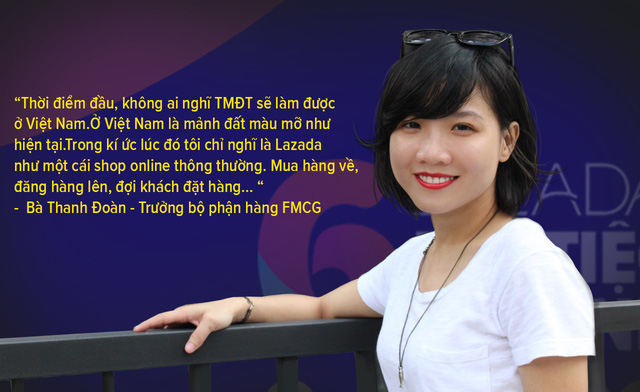 “Thời điểm đầu, không ai nghĩ TMĐT sẽ làm được
ở Việt Nam.Ở Việt Nam là mảnh đất màu mỡ như
hiện tại.Trong kí ức lúc đó tôi chỉ nghĩ là Lazada
như một cái shop online thông thường. Mua hàng về,
đăng hàng lên, đợi khách đặt hàng... “
- Bà Thanh Đoàn - Trưởng bộ phận hàng FMCG
6